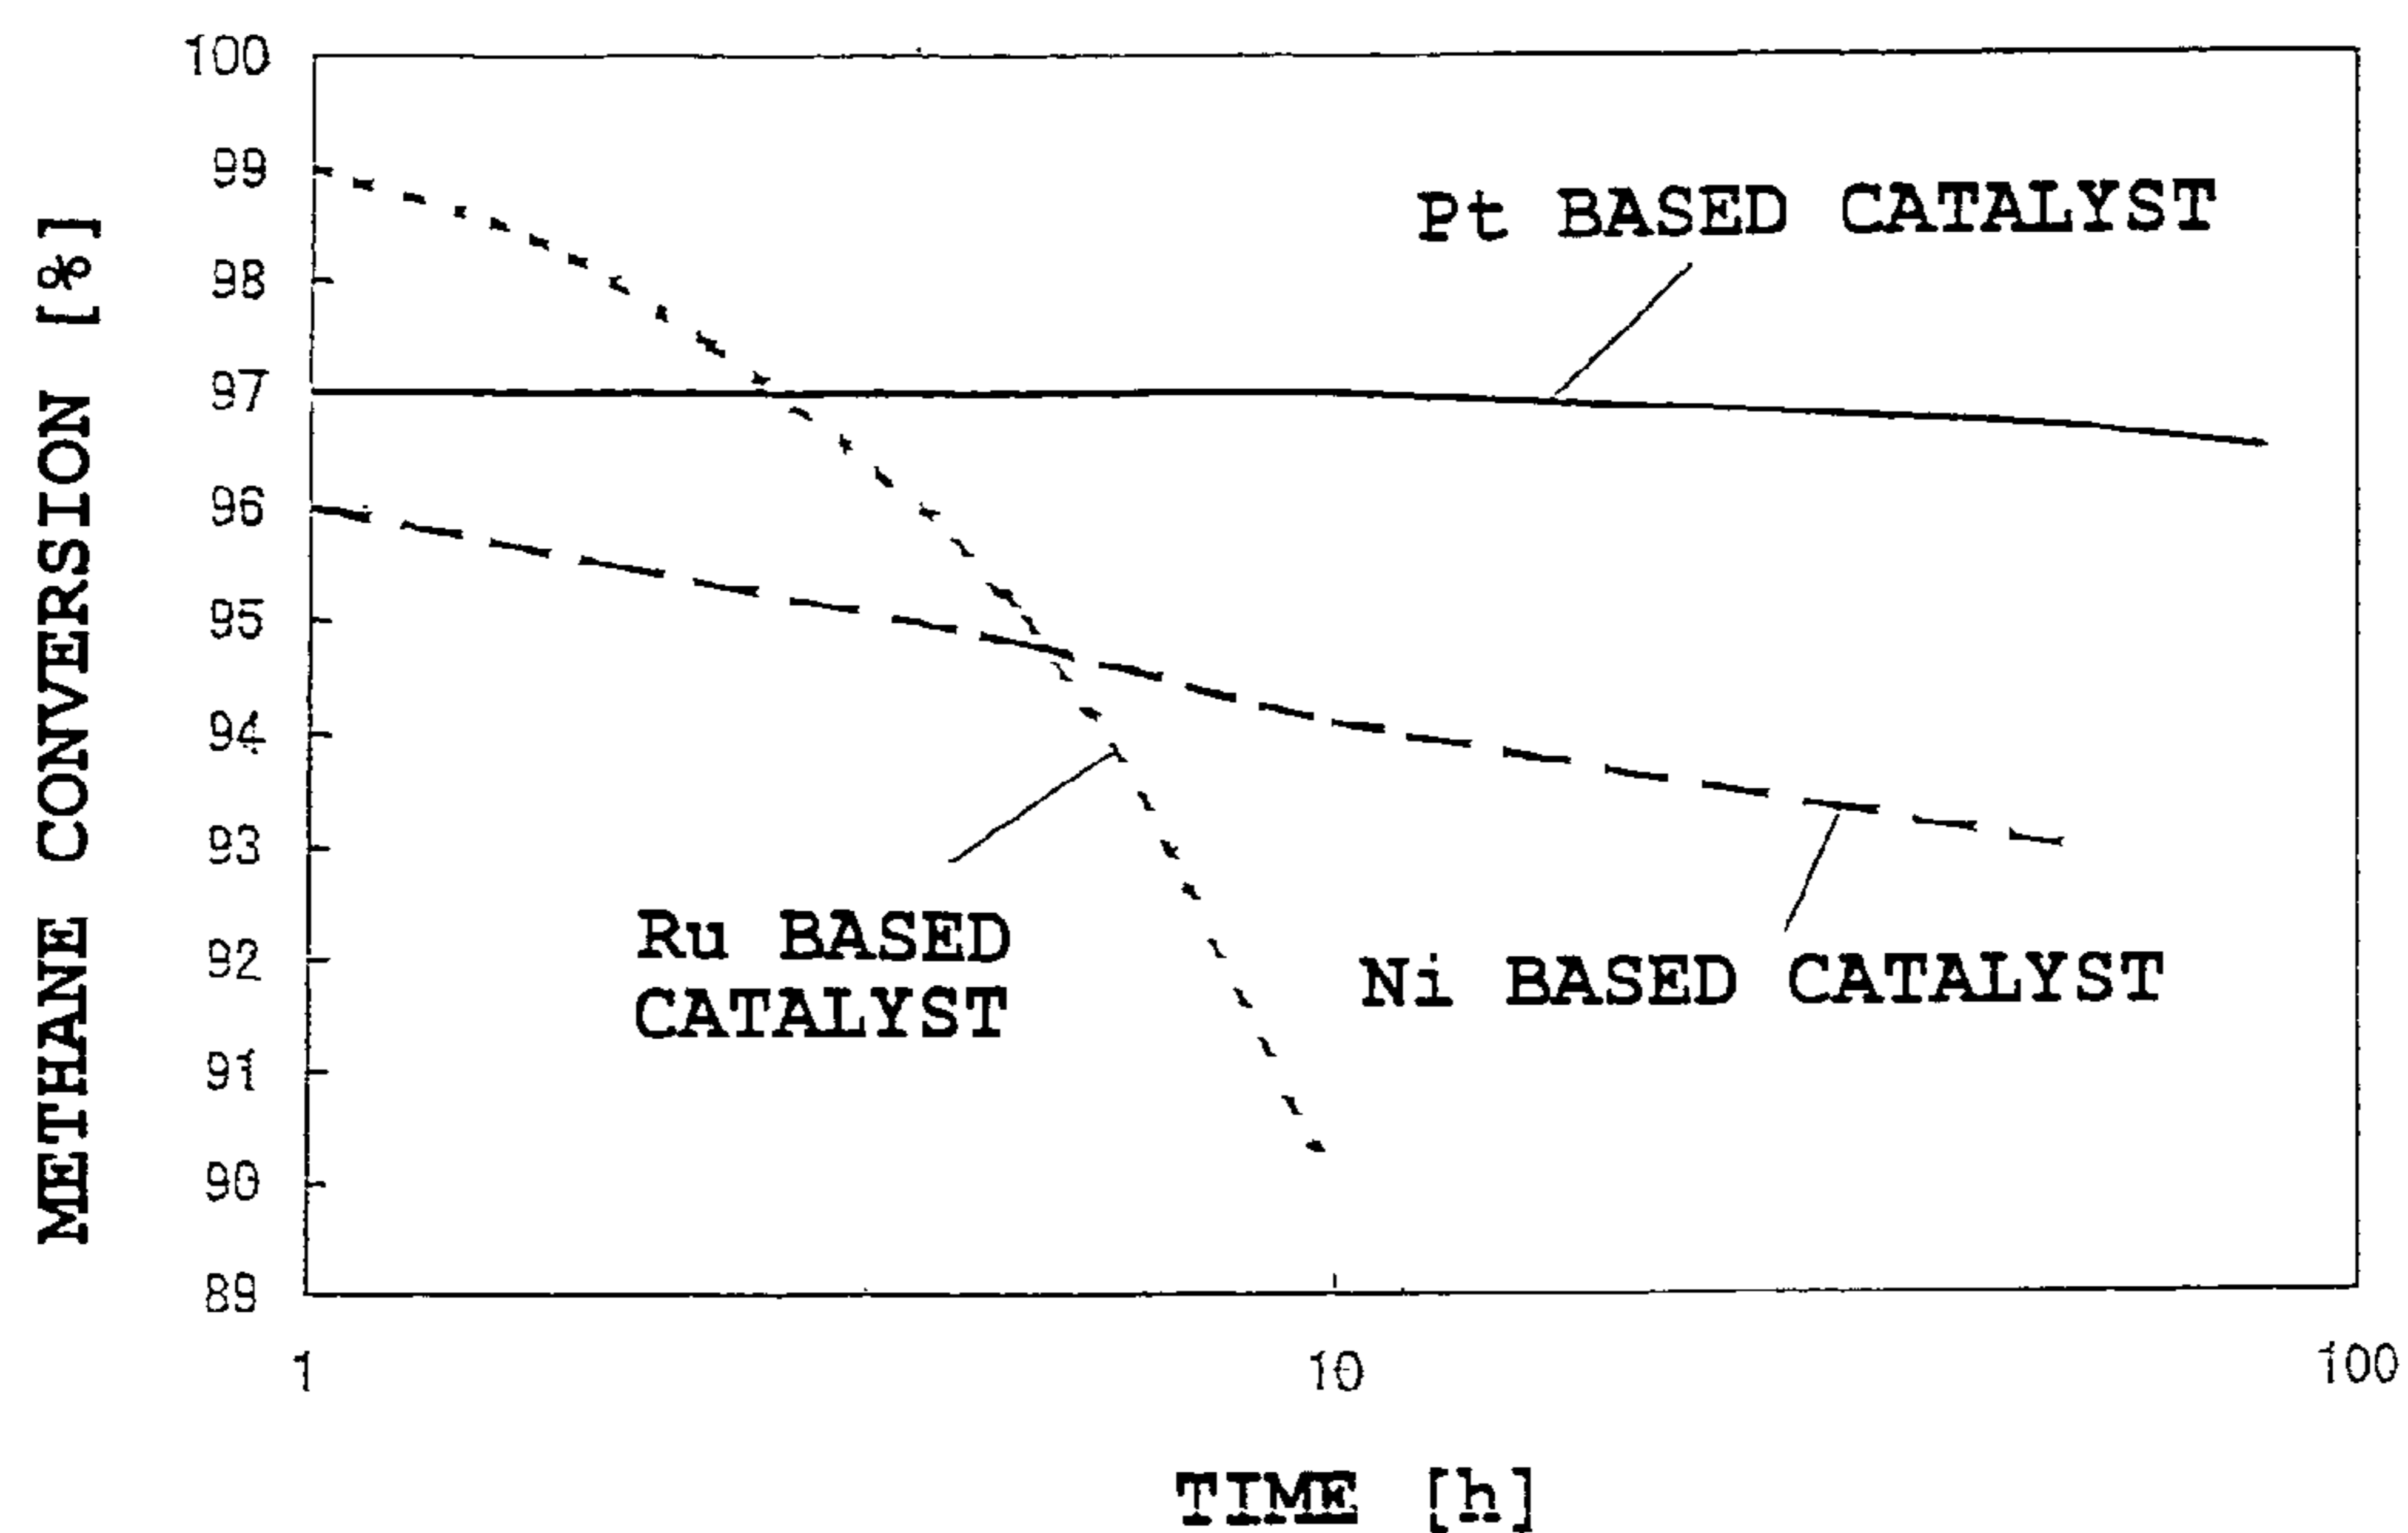 METHANE CONVERSION [%]
100
99
98
97
96
95
94
93
92
91
90
89
Pt BASED CATALYST
Ru BASED
CATALYST
Ni BASED CATALYST
1
10
100
TIME [h]